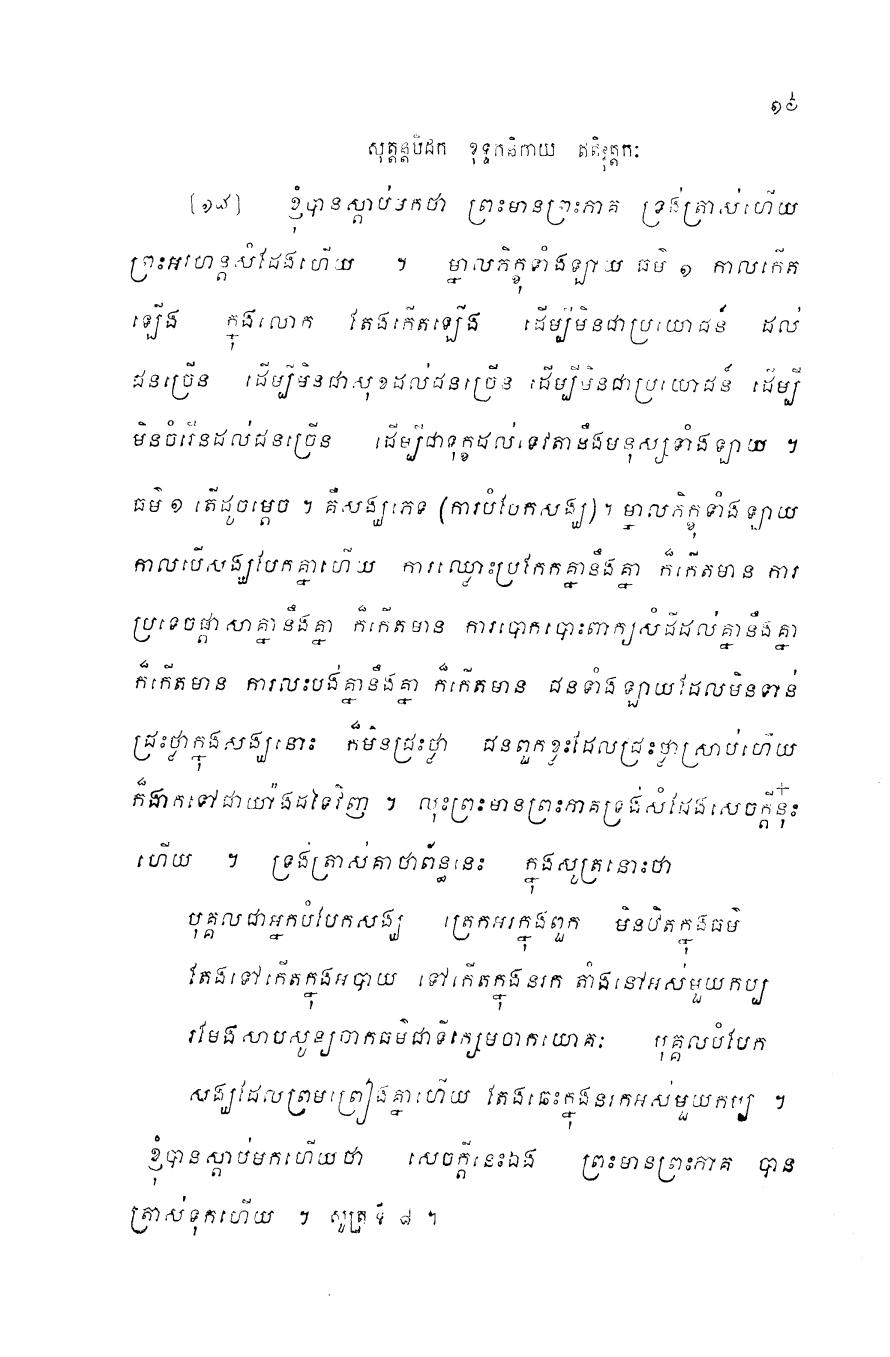 ១៩
សុត្តន្តបិដក ខុទ្ទកនិកាយ ឥតិវុត្តកៈ
[១៨] ខ្ញុំបានស្តាប់មកថា ព្រះមានព្រះភាគ ទ្រង់ត្រាស់ហើយ
ព្រះអរហន្តសំដែងហើយ ។ ម្នាលភិក្ខុទាំងឡាយ ធម៌ ១ កាលកើត
ឡើង ក្នុងលោក តែងកើតឡើង ដើម្បីមិនជាប្រយោជន៍ ដល់
ជនច្រើន ដើម្បីមិនជាសុខដល់ជនច្រើន ដើម្បីមិនជាប្រយោជន៍ ដើម្បី
មិនចំរើនដល់ជនច្រើន ដើម្បីជាទុក្ខដល់ទេវតានឹងមនុស្សទាំងឡាយ ។
ធម៌ ១ តើដូចម្តេច ។ គឺសង្ឃភេទ (ការបំបែកសង្ឃ) ។ ម្នាលភិក្ខុទាំងឡាយ
កាលបើសង្ឃបែកគ្នាហើយ ការឈ្លោះប្រកែកគ្នានឹងគ្នា ក៏កើតមាន ការ
ប្រទេចផ្តាសាគ្នានឹងគ្នា ក៏កើតមាន ការបោកបោះពាក្យសំដីដល់គ្នានឹងគ្នា
ក៏កើតមាន ការលះបង់គ្នានឹងគ្នា ក៏កើតមាន ជនទាំងឡាយដែលមិនទាន់
ជ្រះថ្លាក្នុងសង្ឃនោះ ក៏មិនជ្រះថ្លា ជនពួកខ្លះដែលជ្រះថ្លាស្រាប់ហើយ
ក៏ងាកទៅជាយ៉ាងដទៃវិញ ។ លុះព្រះមានព្រះភាគទ្រង់សំដែងសេចក្តីនុ៎ះ
ហើយ ។ ទ្រង់ត្រាស់គាថាព័ន្ធនេះ ក្នុងសូត្រនោះថា
បុគ្គលជាអ្នកបំបែកសង្ឃ ត្រេកអរក្នុងពួក មិនឋិតក្នុងធម៌
តែងទៅកើតក្នុងអបាយ ទៅកើតក្នុងនរក តាំងនៅអស់មួយកប្ប
រមែងសាបសូន្យចាកធម៌ជាទីក្សេមចាកយោគៈ បុគ្គលបំបែក
សង្ឃដែលព្រមព្រៀងគ្នាហើយ តែងឆេះក្នុងនរកអស់មួយកប្ប ។
ខ្ញុំបានស្តាប់មកហើយថា សេចក្តីនេះឯង ព្រះមានព្រះភាគ បាន
ត្រាស់ទុកហើយ ។ សូត្រ ទី ៨ ។